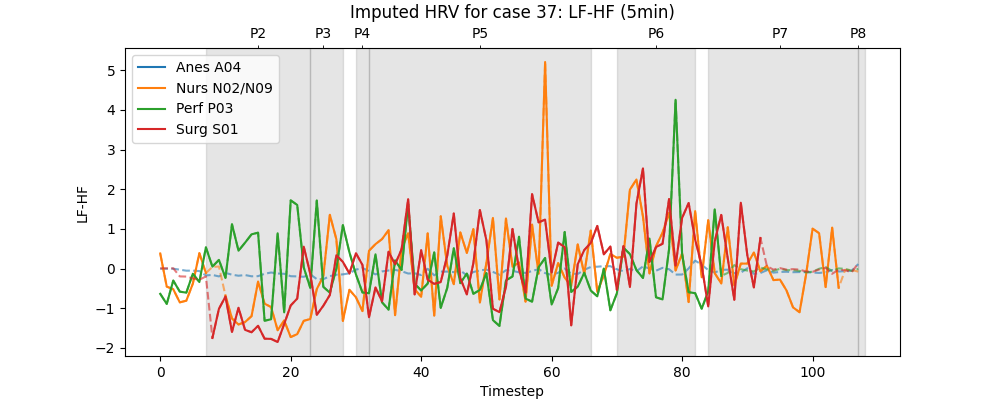 Imputed HRV for case 37: LF-HF (5min)
P2 P3 P4 P5 P6 P7 P8
Anes A04
Nurs N02/N09
Perf P03
Surg S01
5
4
3
2
1
0
−1
−2
LF-HF
0 20 40 60 80 100
Timestep